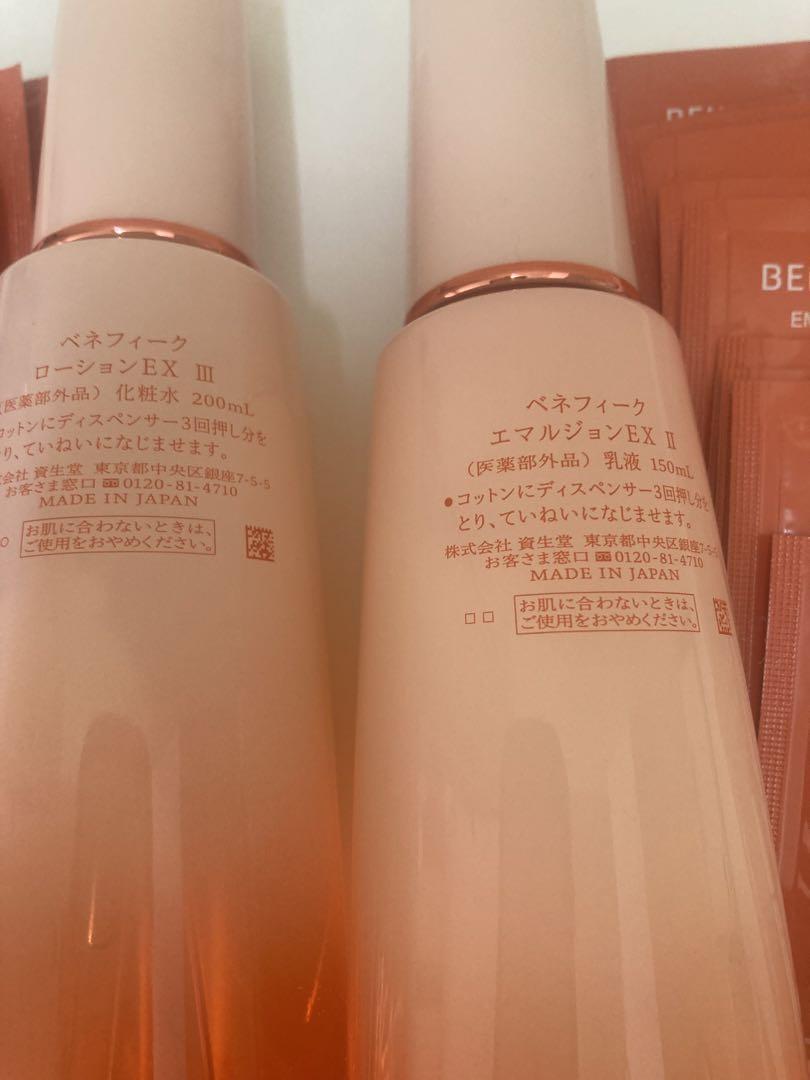 ベネフィーク
ローションEX Ⅲ
医薬部外品）化粧水 200mL
コットンにディスペンサー3回押し分を
とり、ていねいになじませます。
会社 資生堂 東京都中央区銀座7-5-5
お客さま窓口 0120-81-4710
MADE IN JAPAN
お肌に合わないときは、
ご使用をおやめください。
ベネフィーク
エマルジョンEX Ⅱ
（医薬部外品）乳液 150mL
●コットンにディスペンサー3回押し分を
とり、ていねいになじませます。
株式会社 資生堂 東京都中央区銀座7-5-5
お客さま窓口 0120-81-4710
MADE IN JAPAN
お肌に合わないときは、
ご使用をおやめください。
BE
EM